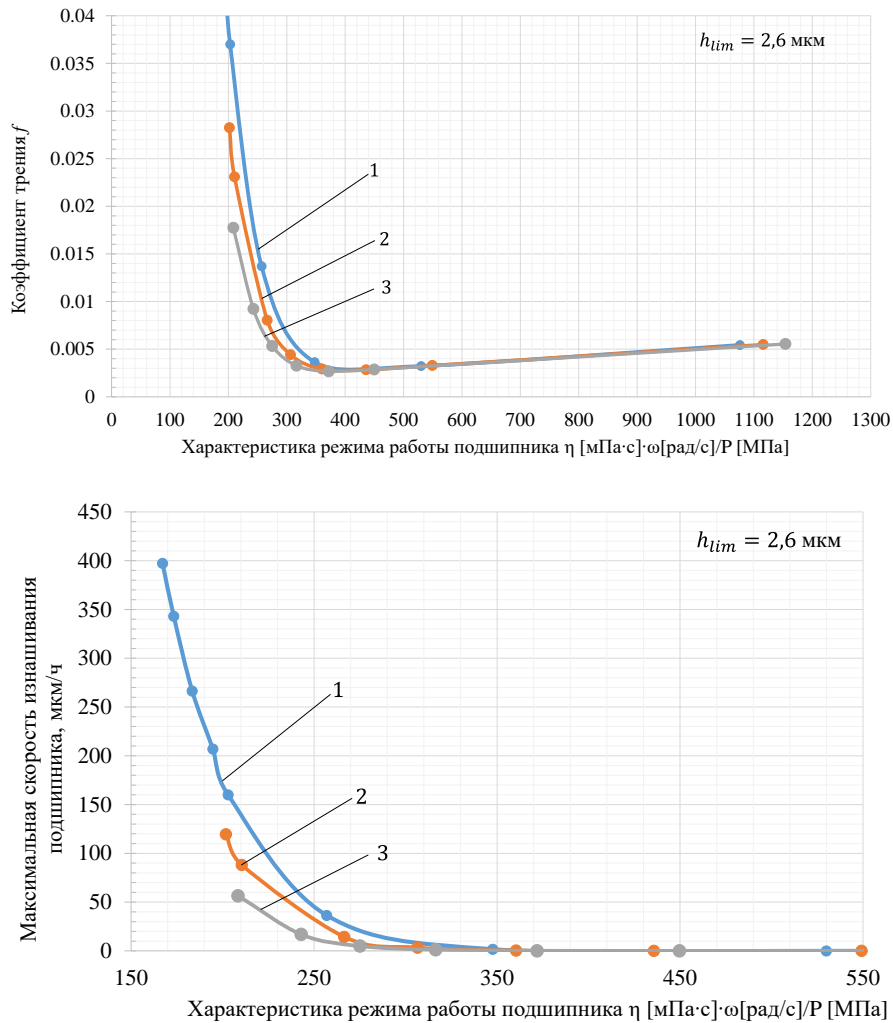 0.04
0.035
0.03
0.025
0.02
0.015
0.01
0.005
0
Коэффициент трения f
h_lim = 2,6 мкм
1
2
3
0 100 200 300 400 500 600 700 800 900 1000 1100 1200 1300
Характеристика режима работы подшипника η [мПа·с]·ω[рад/с]/P [МПа]
450
400
350
300
250
200
150
100
50
0
Максимальная скорость изнашивания
подшипника, мкм/ч
h_lim = 2,6 мкм
1
2
3
150 250 350 450 550
Характеристика режима работы подшипника η [мПа·с]·ω[рад/с]/P [МПа]